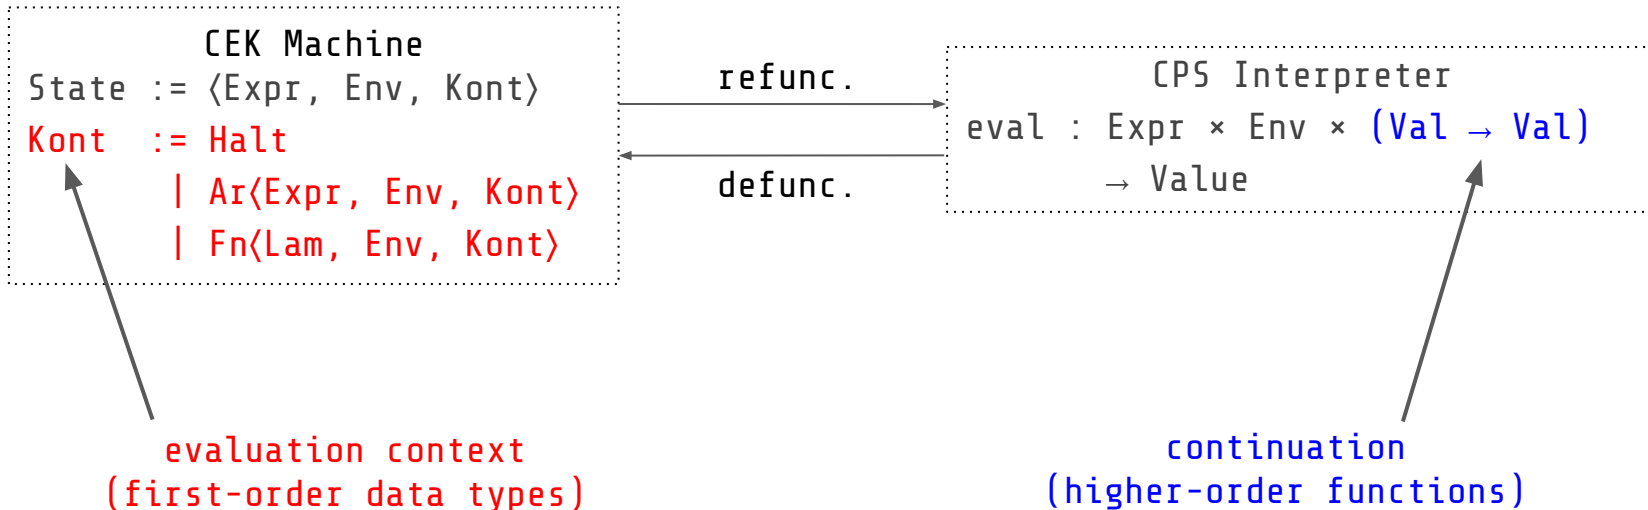 CEK Machine
State := ⟨Expr, Env, Kont⟩
Kont := Halt
| Ar⟨Expr, Env, Kont⟩
| Fn⟨Lam, Env, Kont⟩
refunc.
defunc.
CPS Interpreter
eval : Expr × Env × (Val → Val)
→ Value
evaluation context
(first-order data types)
continuation
(higher-order functions)